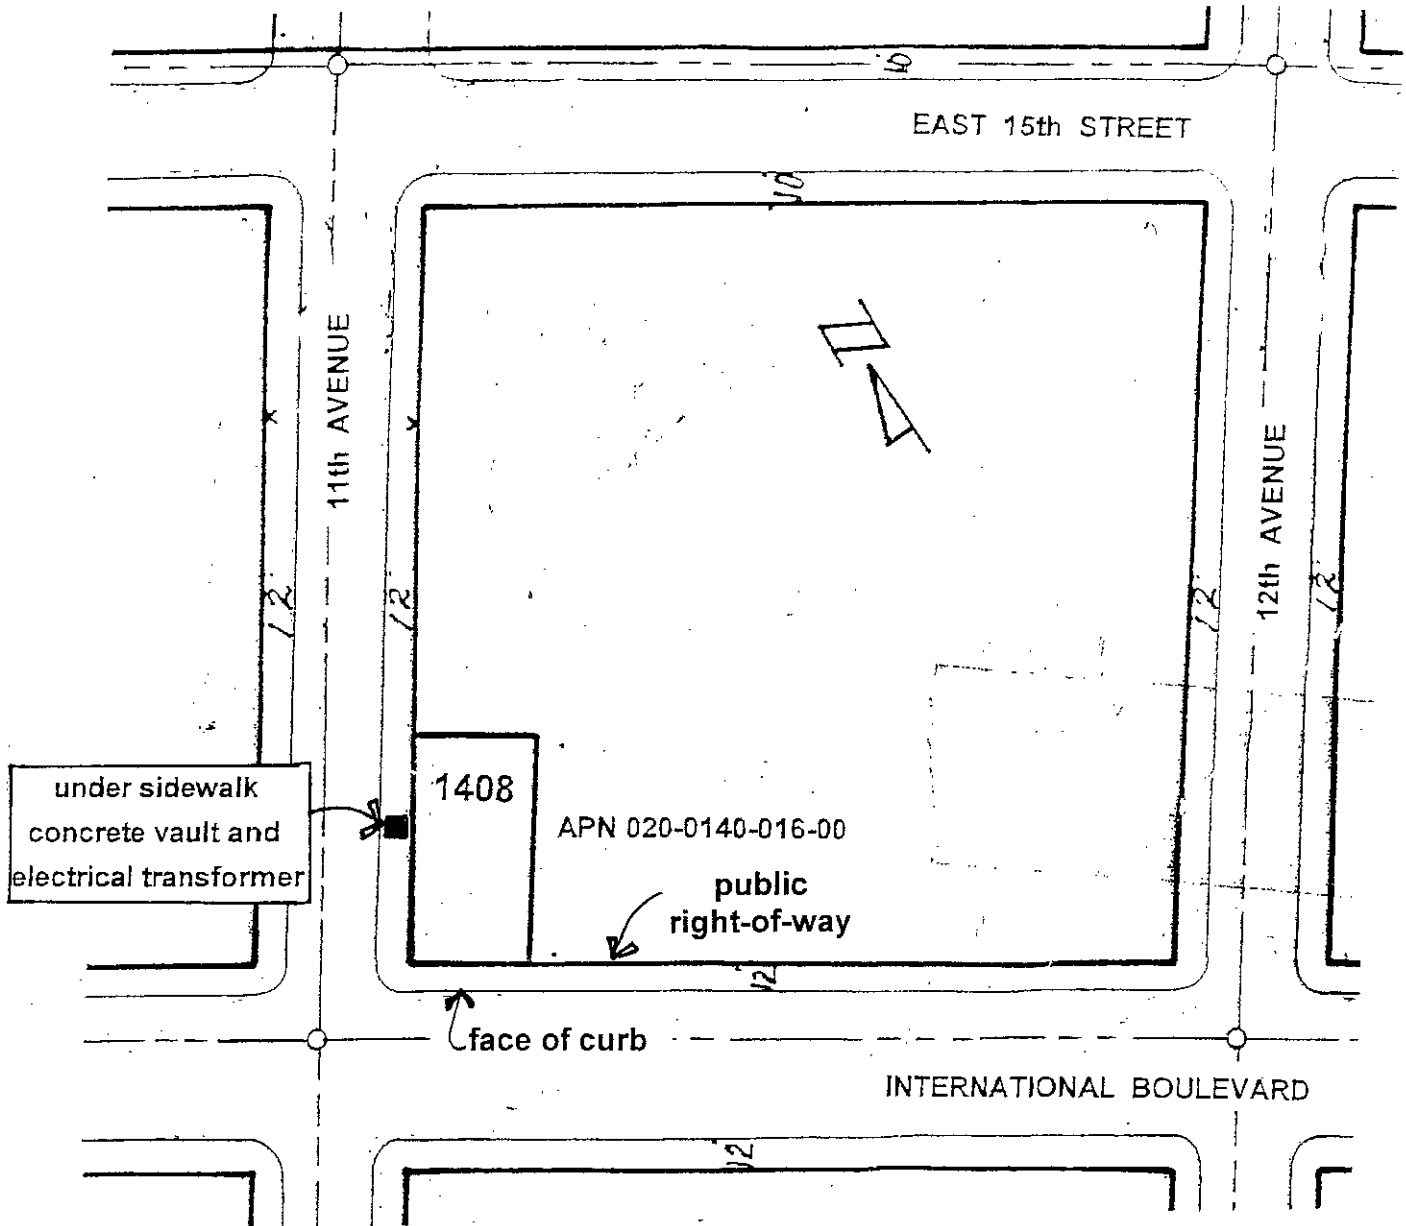 10
EAST 15th STREET
10
11th AVENUE
12th AVENUE
12'
12'
12'
12'
1408
under sidewalk
concrete vault and
electrical transformer
APN 020-0140-016-00
public
right-of-way
12
face of curb
INTERNATIONAL BOULEVARD
12